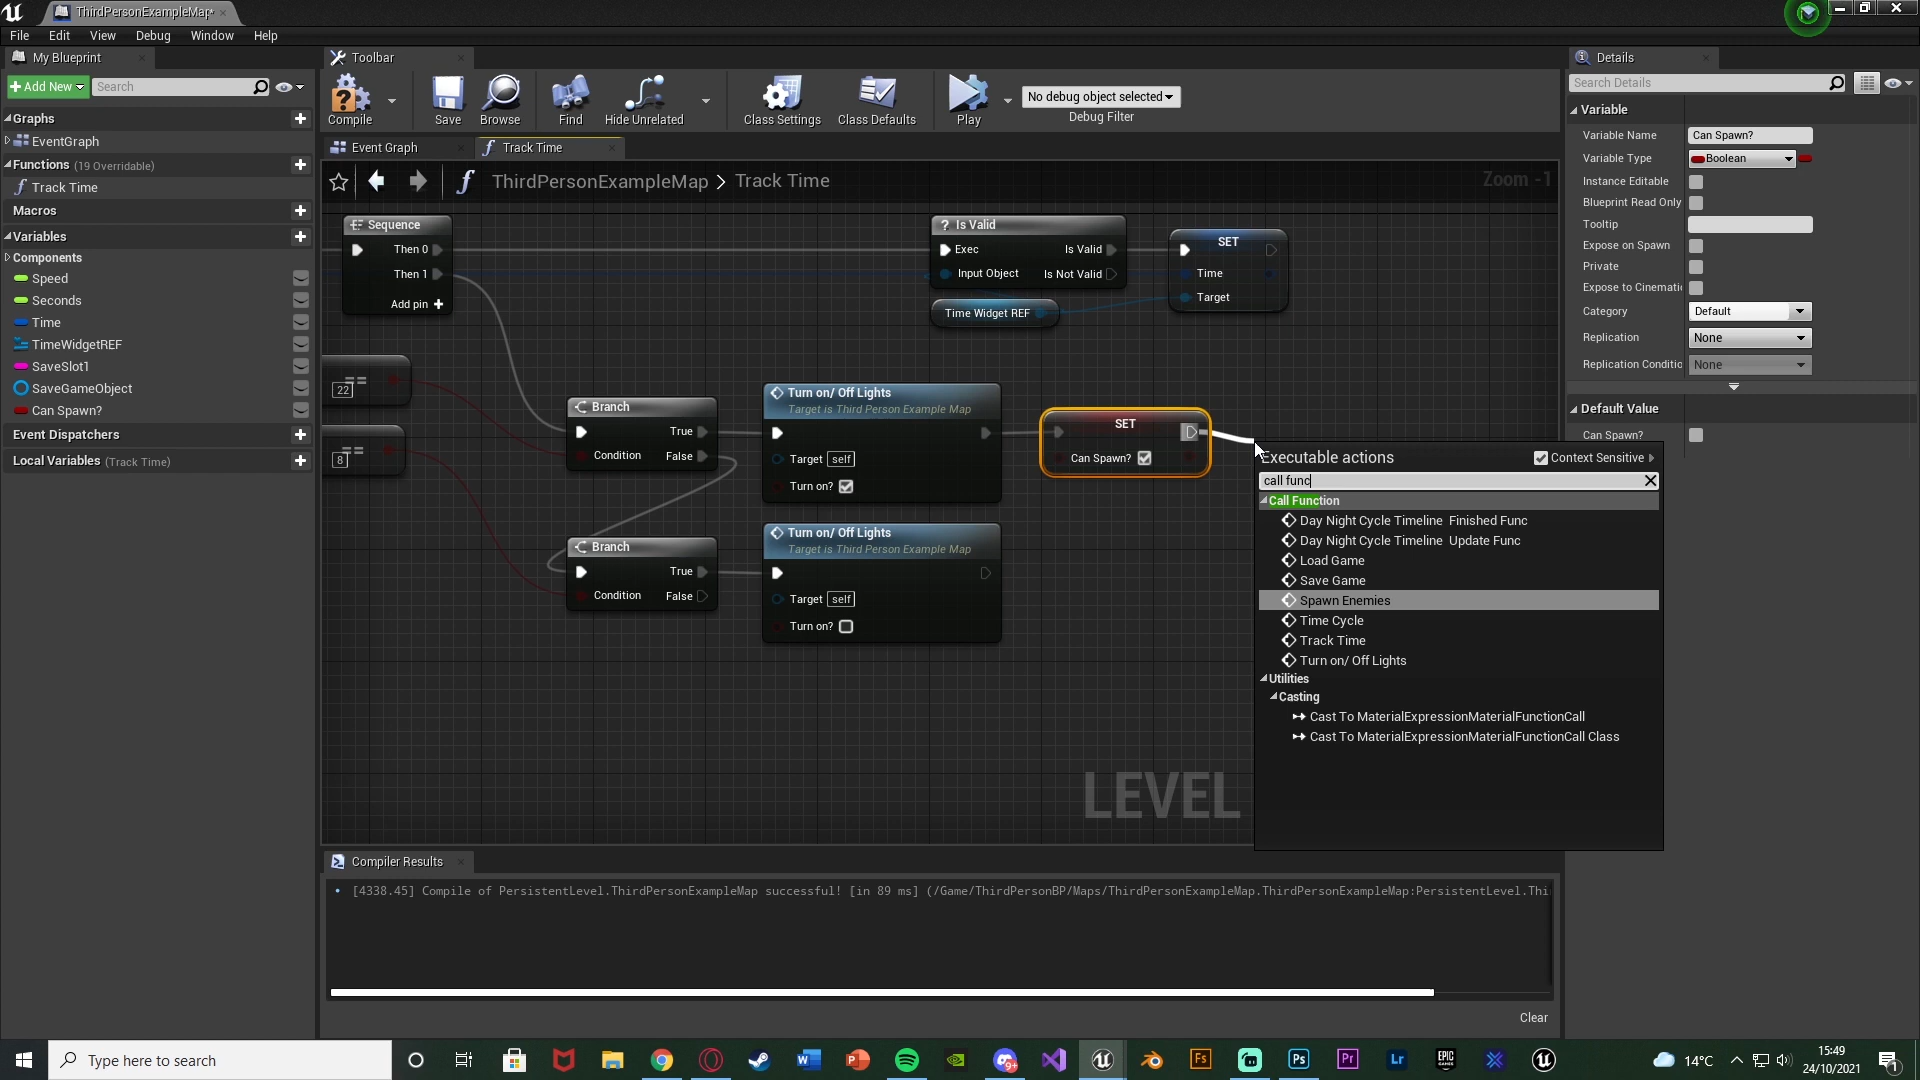 ThirdPersonExampleMap*
File Edit View Debug Window Help
My Blueprint
Add New
Search
Graphs
EventGraph
Functions (19 Overridable)
Track Time
Macros
Variables
Components
Speed
Seconds
Time
TimeWidgetREF
SaveSlot1
SaveGameObject
Can Spawn?
Event Dispatchers
Local Variables (Track Time)
Toolbar
Compile
Save
Browse
Find
Hide Unrelated
Class Settings
Class Defaults
Play
No debug object selected
Debug Filter
Event Graph
Track Time
ThirdPersonExampleMap > Track Time
Zoom -1
Sequence
Then 0
Then 1
Add pin
Is Valid
Exec Is Valid
Input Object Is Not Valid
Time Widget REF
SET
Time
Target
22 ==
8 ==
Branch
True
Condition False
Turn on/ Off Lights
Target is Third Person Example Map
Target self
Turn on?
SET
Can Spawn?
Branch
True
Condition False
Turn on/ Off Lights
Target is Third Person Example Map
Target self
Turn on?
LEVEL
Executable actions
Context Sensitive
call func
Call Function
Day Night Cycle Timeline Finished Func
Day Night Cycle Timeline Update Func
Load Game
Save Game
Spawn Enemies
Time Cycle
Track Time
Turn on/ Off Lights
Utilities
Casting
Cast To MaterialExpressionMaterialFunctionCall
Cast To MaterialExpressionMaterialFunctionCall Class
Details
Search Details
Variable
Variable Name Can Spawn?
Variable Type Boolean
Instance Editable
Blueprint Read Only
Tooltip
Expose on Spawn
Private
Expose to Cinemati
Category Default
Replication None
Replication Conditic None
Default Value
Can Spawn?
Compiler Results
[4338.45] Compile of PersistentLevel.ThirdPersonExampleMap successful! [in 89 ms] (/Game/ThirdPersonBP/Maps/ThirdPersonExampleMap.ThirdPersonExampleMap:PersistentLevel.Thi
Clear
Type here to search
9+
Fs
Ps
Pr
Lr
EPIC GAMES
14°C
15:49
24/10/2021
1